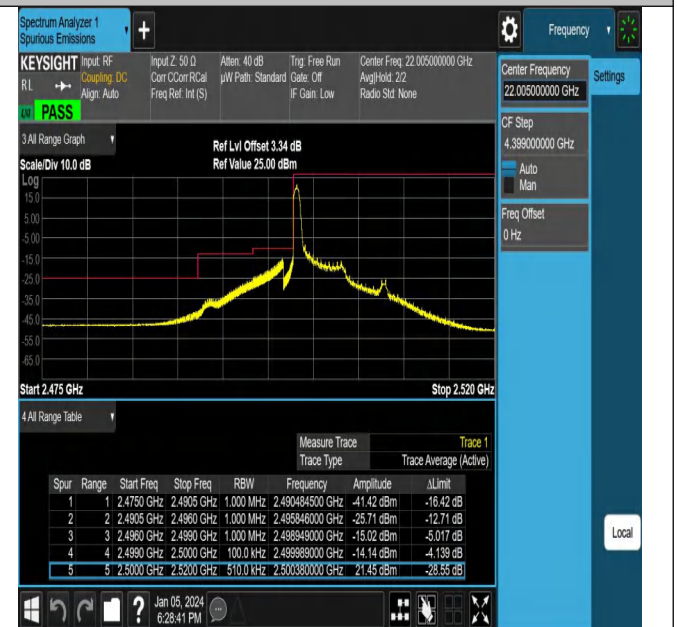 Spectrum Analyzer 1
Spurious Emissions
+
Frequency
KEYSIGHT
Input: RF
Coupling: DC
Align: Auto
Input Z: 50 Ω
Corr CCorr RCal
Freq Ref: Int (S)
Atten: 40 dB
µW Path: Standard
Trig: Free Run
Gate: Off
IF Gain: Low
Center Freq: 22.005000000 GHz
Avg|Hold: 2/2
Radio Std: None
RL
PASS
3 All Range Graph
Scale/Div 10.0 dB
Ref Lvl Offset 3.34 dB
Ref Value 25.00 dBm
Log
15.0
5.00
-5.00
-15.0
-25.0
-35.0
-45.0
-55.0
-65.0
Start 2.475 GHz
Stop 2.520 GHz
4 All Range Table
Measure Trace Trace 1
Trace Type Trace Average (Active)
Spur Range Start Freq Stop Freq RBW Frequency Amplitude ΔLimit
1 1 2.4750 GHz 2.4905 GHz 1.000 MHz 2.490484500 GHz -41.42 dBm -16.42 dB
2 2 2.4905 GHz 2.4960 GHz 1.000 MHz 2.495846000 GHz -25.71 dBm -12.71 dB
3 3 2.4960 GHz 2.4990 GHz 1.000 MHz 2.498949000 GHz -15.02 dBm -5.017 dB
4 4 2.4990 GHz 2.5000 GHz 100.0 kHz 2.499989000 GHz -14.14 dBm -4.139 dB
5 5 2.5000 GHz 2.5200 GHz 510.0 kHz 2.500380000 GHz 21.45 dBm -28.55 dB
Center Frequency
22.005000000 GHz
Settings
CF Step
4.399000000 GHz
Auto
Man
Freq Offset
0 Hz
Local
?
Jan 05, 2024
6:28:41 PM